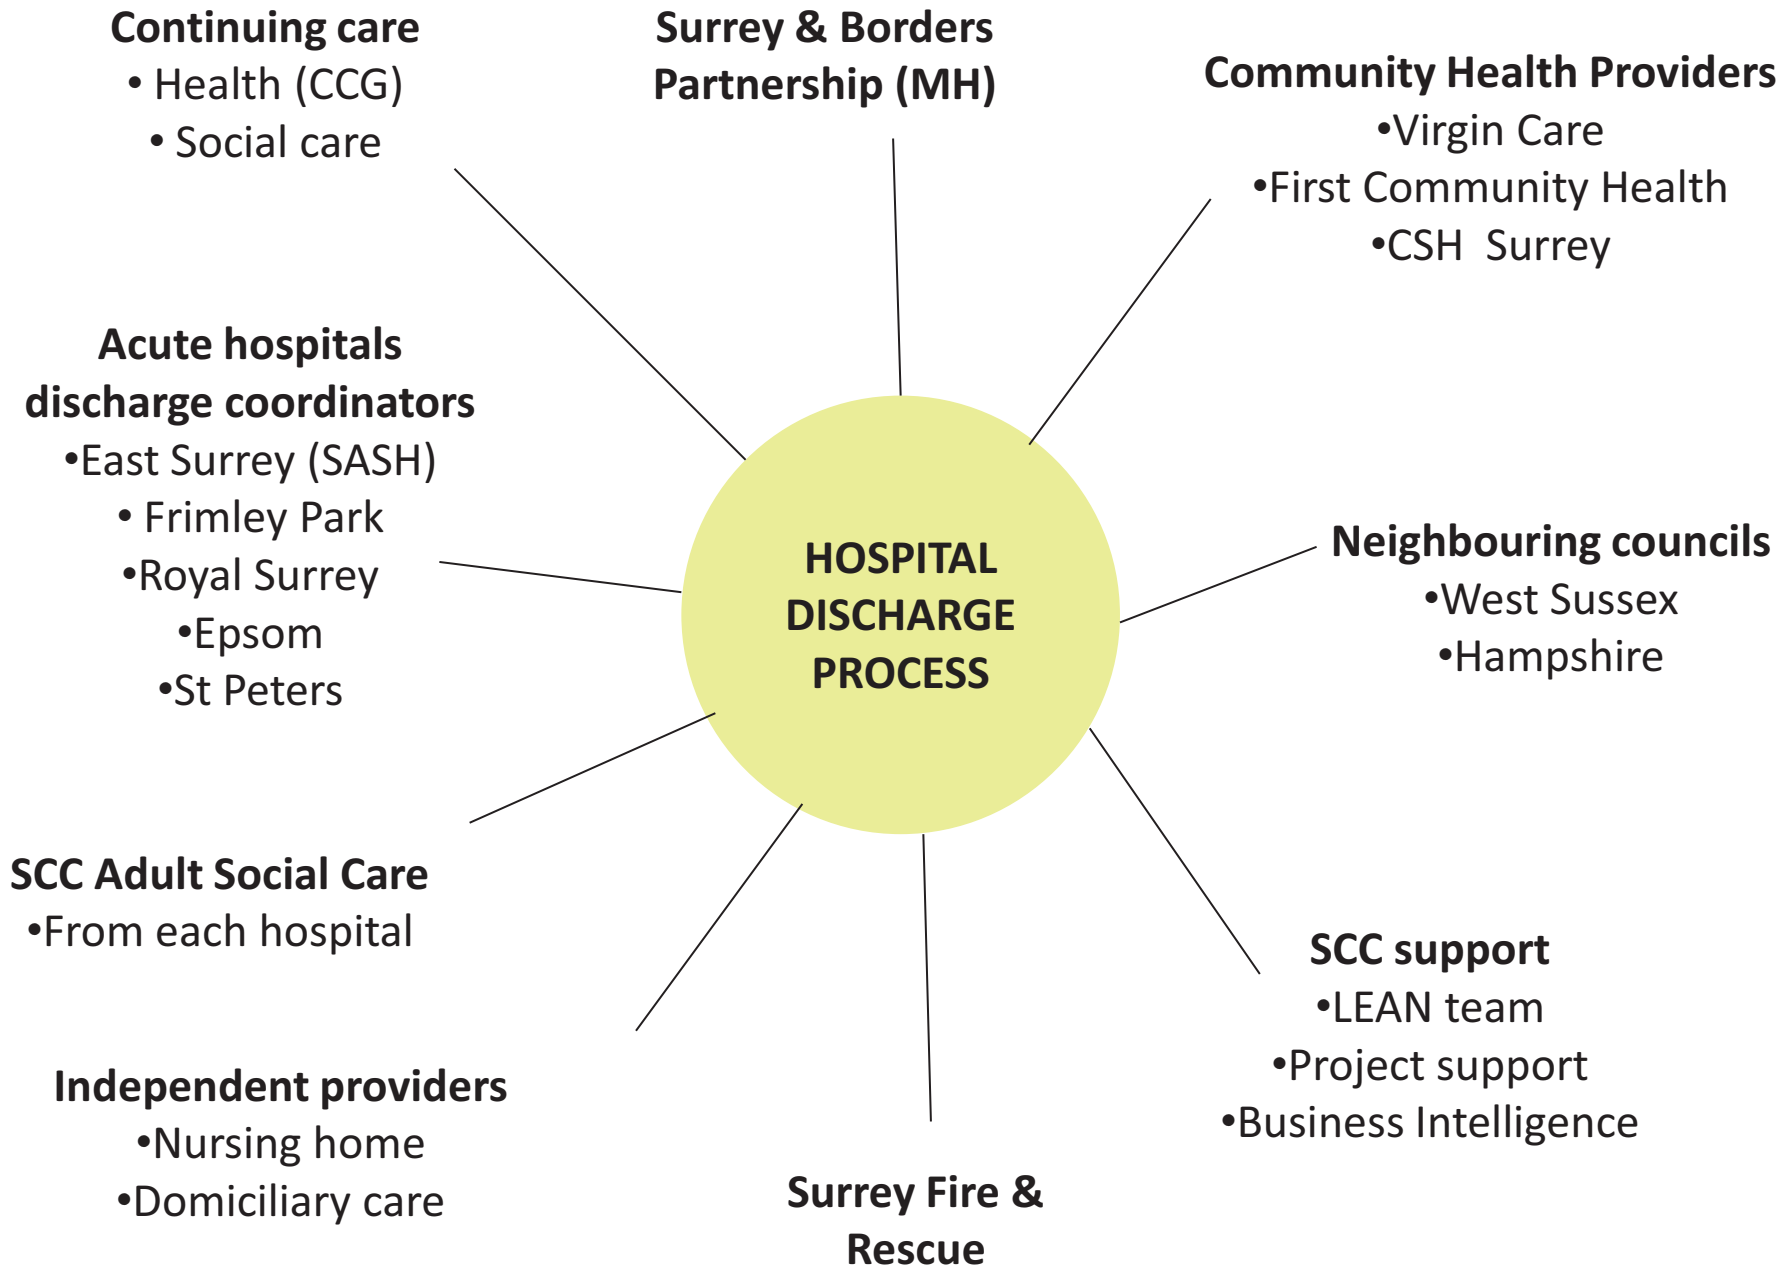 Continuing care
• Health (CCG)
• Social care
Surrey & Borders
Partnership (MH)
Community Health Providers
•Virgin Care
•First Community Health
•CSH Surrey
Acute hospitals
discharge coordinators
•East Surrey (SASH)
• Frimley Park
•Royal Surrey
•Epsom
•St Peters
HOSPITAL
DISCHARGE
PROCESS
Neighbouring councils
•West Sussex
•Hampshire
SCC Adult Social Care
•From each hospital
SCC support
•LEAN team
•Project support
•Business Intelligence
Independent providers
•Nursing home
•Domiciliary care
Surrey Fire &
Rescue